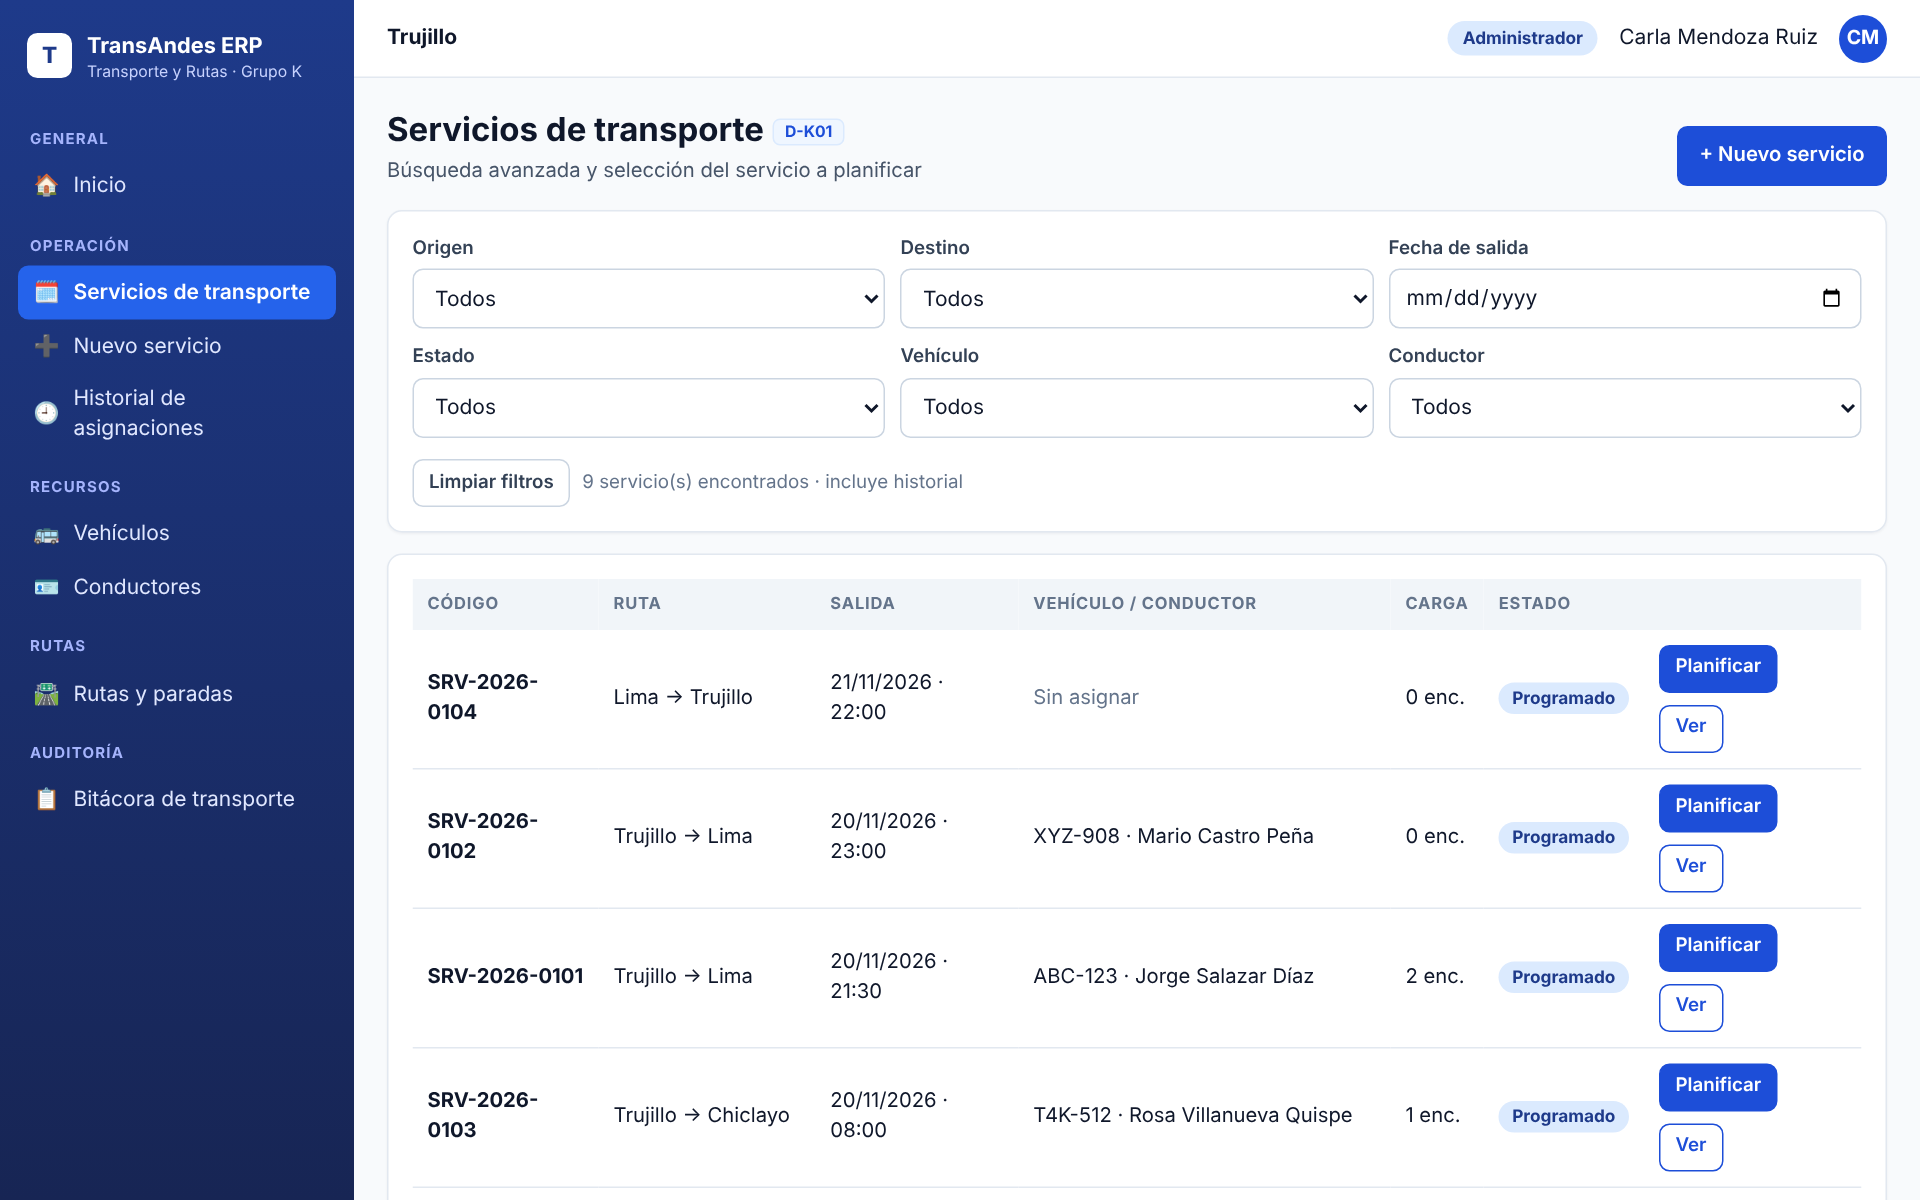 T
TransAndes ERP
Transporte y Rutas · Grupo K
GENERAL
Inicio
OPERACIÓN
Servicios de transporte
Nuevo servicio
Historial de
asignaciones
RECURSOS
Vehículos
Conductores
RUTAS
Rutas y paradas
AUDITORÍA
Bitácora de transporte
Trujillo
Administrador
Carla Mendoza Ruiz
CM
Servicios de transporte D-K01
Búsqueda avanzada y selección del servicio a planificar
+ Nuevo servicio
Origen
Todos
Destino
Todos
Fecha de salida
mm/dd/yyyy
Estado
Todos
Vehículo
Todos
Conductor
Todos
Limpiar filtros
9 servicio(s) encontrados · incluye historial
CÓDIGO RUTA SALIDA VEHÍCULO / CONDUCTOR CARGA ESTADO
SRV-2026-
0104
Lima → Trujillo
21/11/2026 ·
22:00
Sin asignar
0 enc.
Programado
Planificar
Ver
SRV-2026-
0102
Trujillo → Lima
20/11/2026 ·
23:00
XYZ-908 · Mario Castro Peña
0 enc.
Programado
Planificar
Ver
SRV-2026-0101
Trujillo → Lima
20/11/2026 ·
21:30
ABC-123 · Jorge Salazar Díaz
2 enc.
Programado
Planificar
Ver
SRV-2026-
0103
Trujillo → Chiclayo
20/11/2026 ·
08:00
T4K-512 · Rosa Villanueva Quispe
1 enc.
Programado
Planificar
Ver